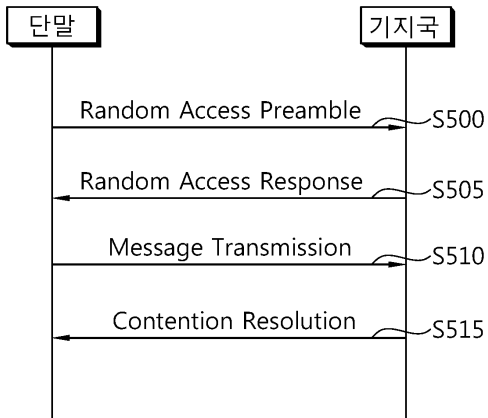 단말 기지국
Random Access Preamble S500
Random Access Response S505
Message Transmission S510
Contention Resolution S515